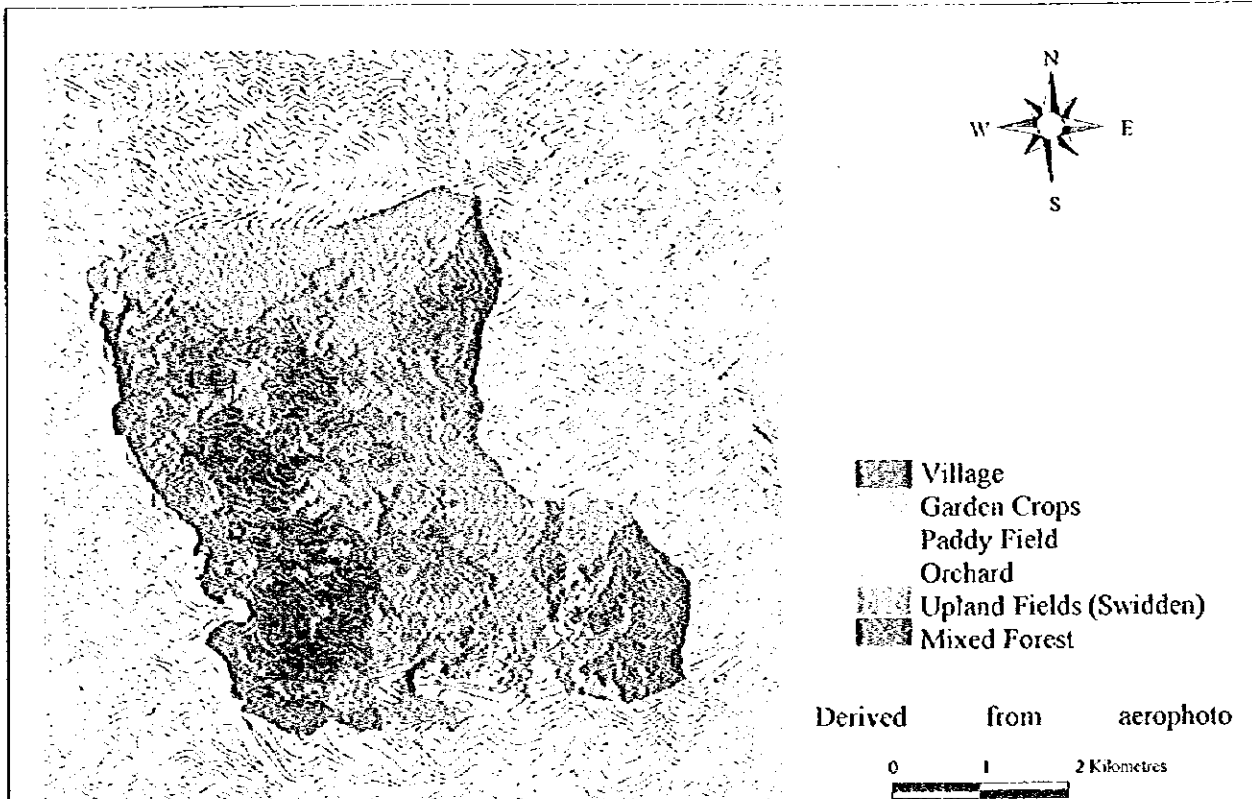 N
W E
S
Village
Garden Crops
Paddy Field
Orchard
Upland Fields (Swidden)
Mixed Forest
Derived from aerophoto
0 1 2 Kilometres